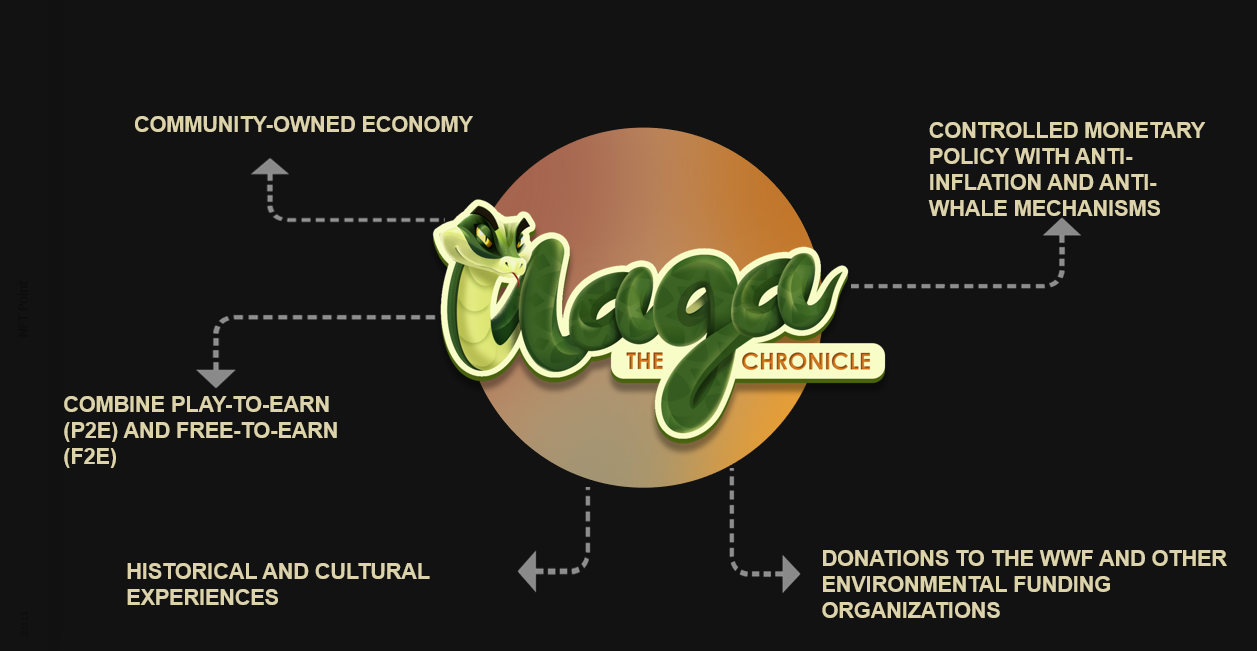 COMMUNITY-OWNED ECONOMY
CONTROLLED MONETARY
POLICY WITH ANTI-
INFLATION AND ANTI-
WHALE MECHANISMS
Naga
THE CHRONICLE
COMBINE PLAY-TO-EARN
(P2E) AND FREE-TO-EARN
(F2E)
HISTORICAL AND CULTURAL
EXPERIENCES
DONATIONS TO THE WWF AND OTHER
ENVIRONMENTAL FUNDING
ORGANIZATIONS